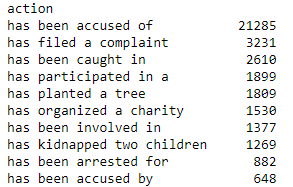 action
has been accused of 21285
has filed a complaint 3231
has been caught in 2610
has participated in a 1899
has planted a tree 1809
has organized a charity 1530
has been involved in 1377
has kidnapped two children 1269
has been arrested for 882
has been accused by 648